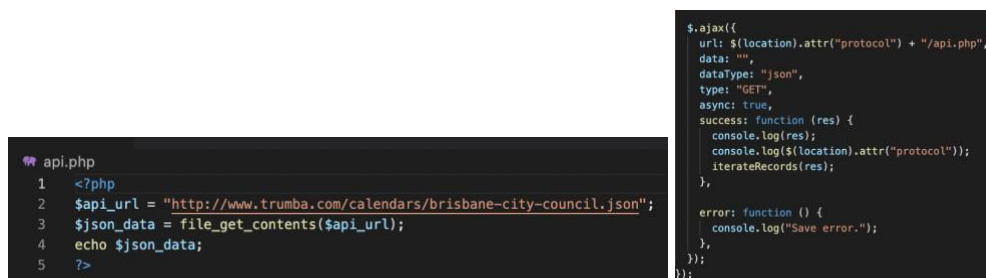 api.php
1 <?php
2 $api_url = "http://www.trumba.com/calendars/brisbane-city-council.json";
3 $json_data = file_get_contents($api_url);
4 echo $json_data;
5 ?>
$.ajax({
url: $(location).attr("protocol") + "/api.php",
data: "",
dataType: "json",
type: "GET",
async: true,
success: function (res) {
console.log(res);
console.log($(location).attr("protocol"));
iterateRecords(res);
},
error: function () {
console.log("Save error.");
},
});
});